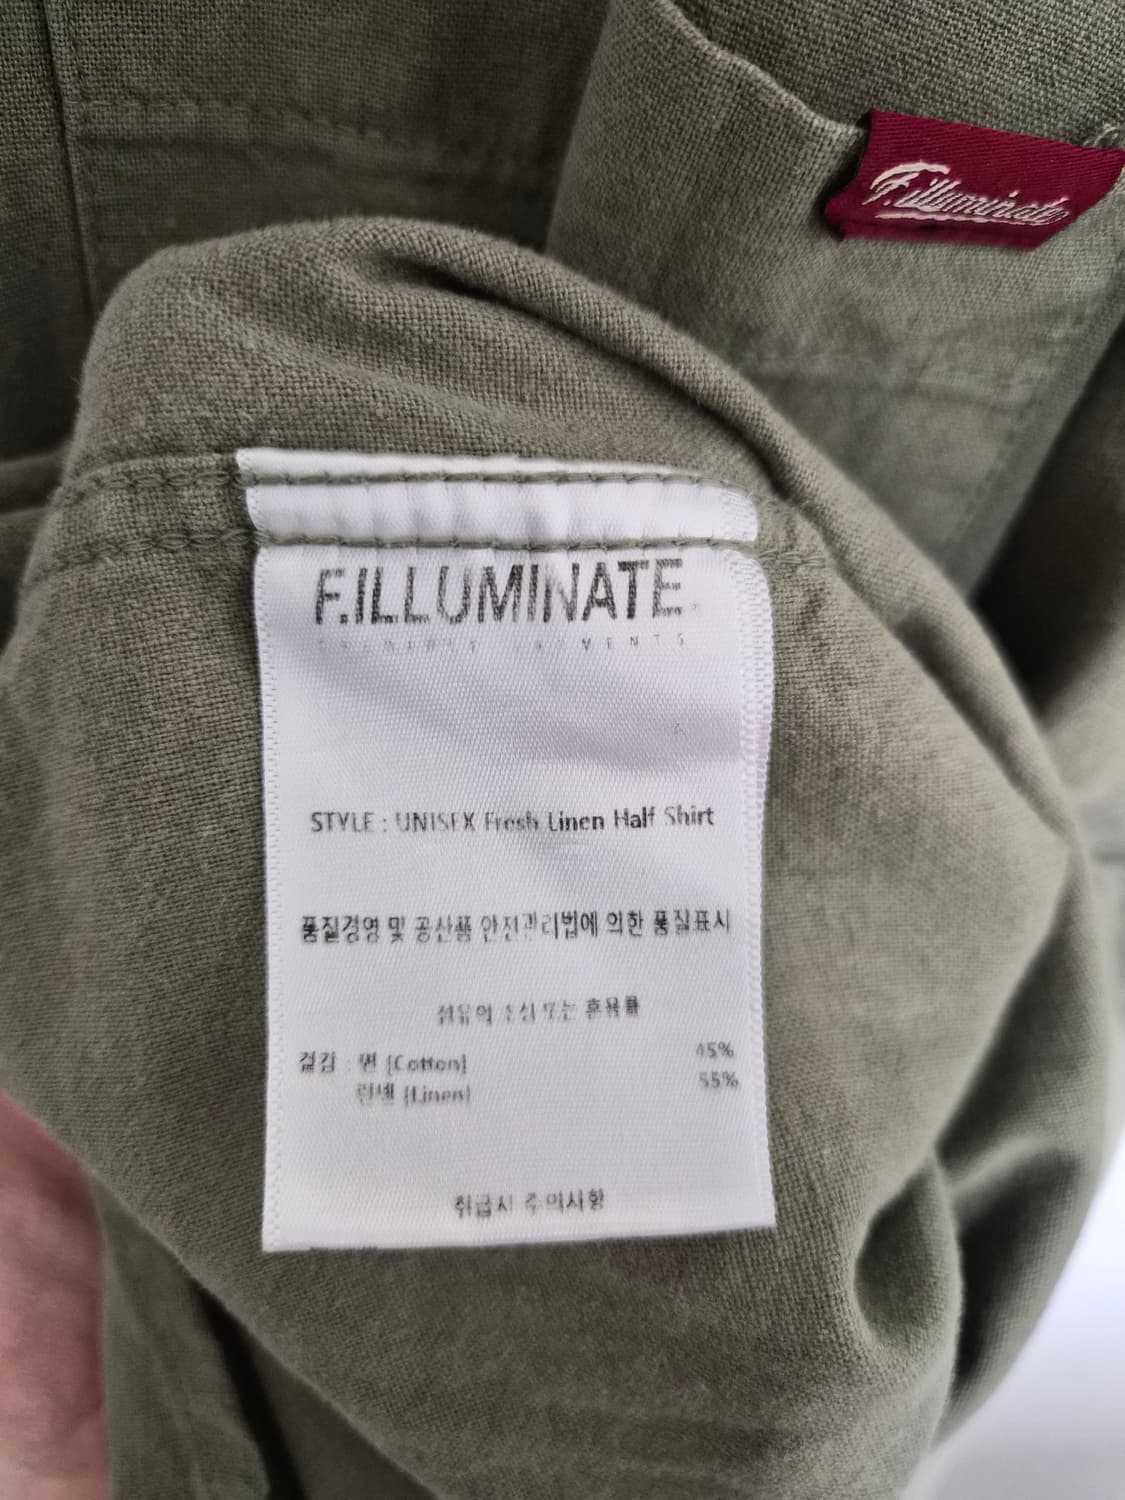 F.illuminate
F.ILLUMINATE
STYLE : UNISEX Fresh Linen Half Shirt
품질경영 및 공산품 안전관리법에 의한 품질표시
섬유의 조성 또는 혼용률
겉감 : 면 [Cotton] 45%
린넨 [Linen] 55%
취급시 주의사항